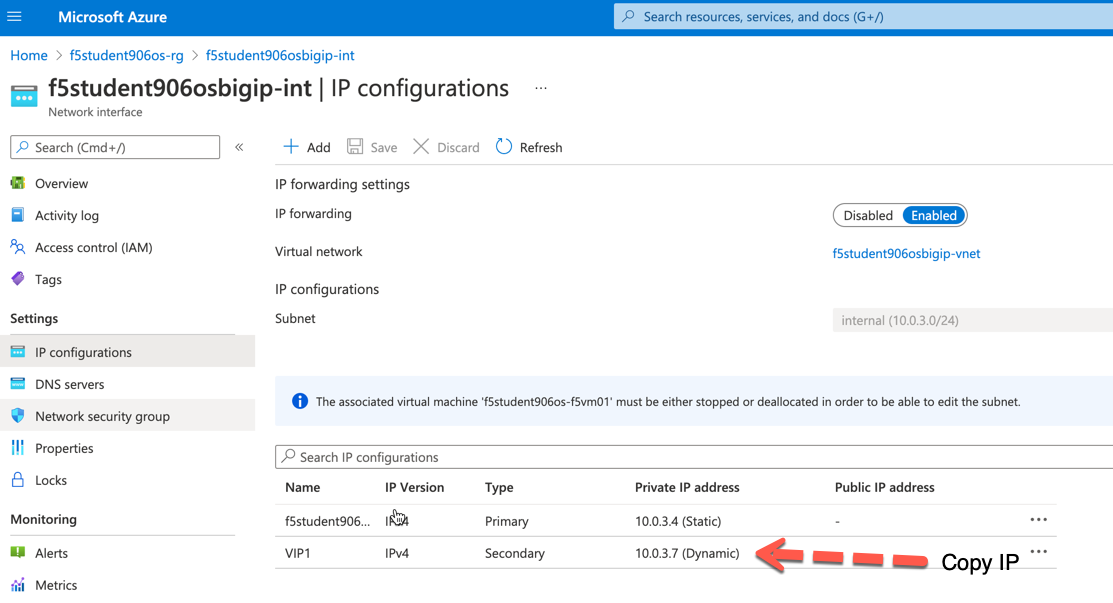 Microsoft Azure
Search resources, services, and docs (G+/)
Home > f5student906os-rg > f5student906osbigip-int
f5student906osbigip-int | IP configurations ...
Network interface
Search (Cmd+/) «
Add Save Discard Refresh
Overview
Activity log
Access control (IAM)
Tags
Settings
IP configurations
DNS servers
Network security group
Properties
Locks
Monitoring
Alerts
Metrics
IP forwarding settings
IP forwarding Disabled Enabled
Virtual network f5student906osbigip-vnet
IP configurations
Subnet internal (10.0.3.0/24)
The associated virtual machine 'f5student906os-f5vm01' must be either stopped or deallocated in order to be able to edit the subnet.
Search IP configurations
Name IP Version Type Private IP address Public IP address
f5student906... Primary 10.0.3.4 (Static) - ...
VIP1 IPv4 Secondary 10.0.3.7 (Dynamic) ...
Copy IP